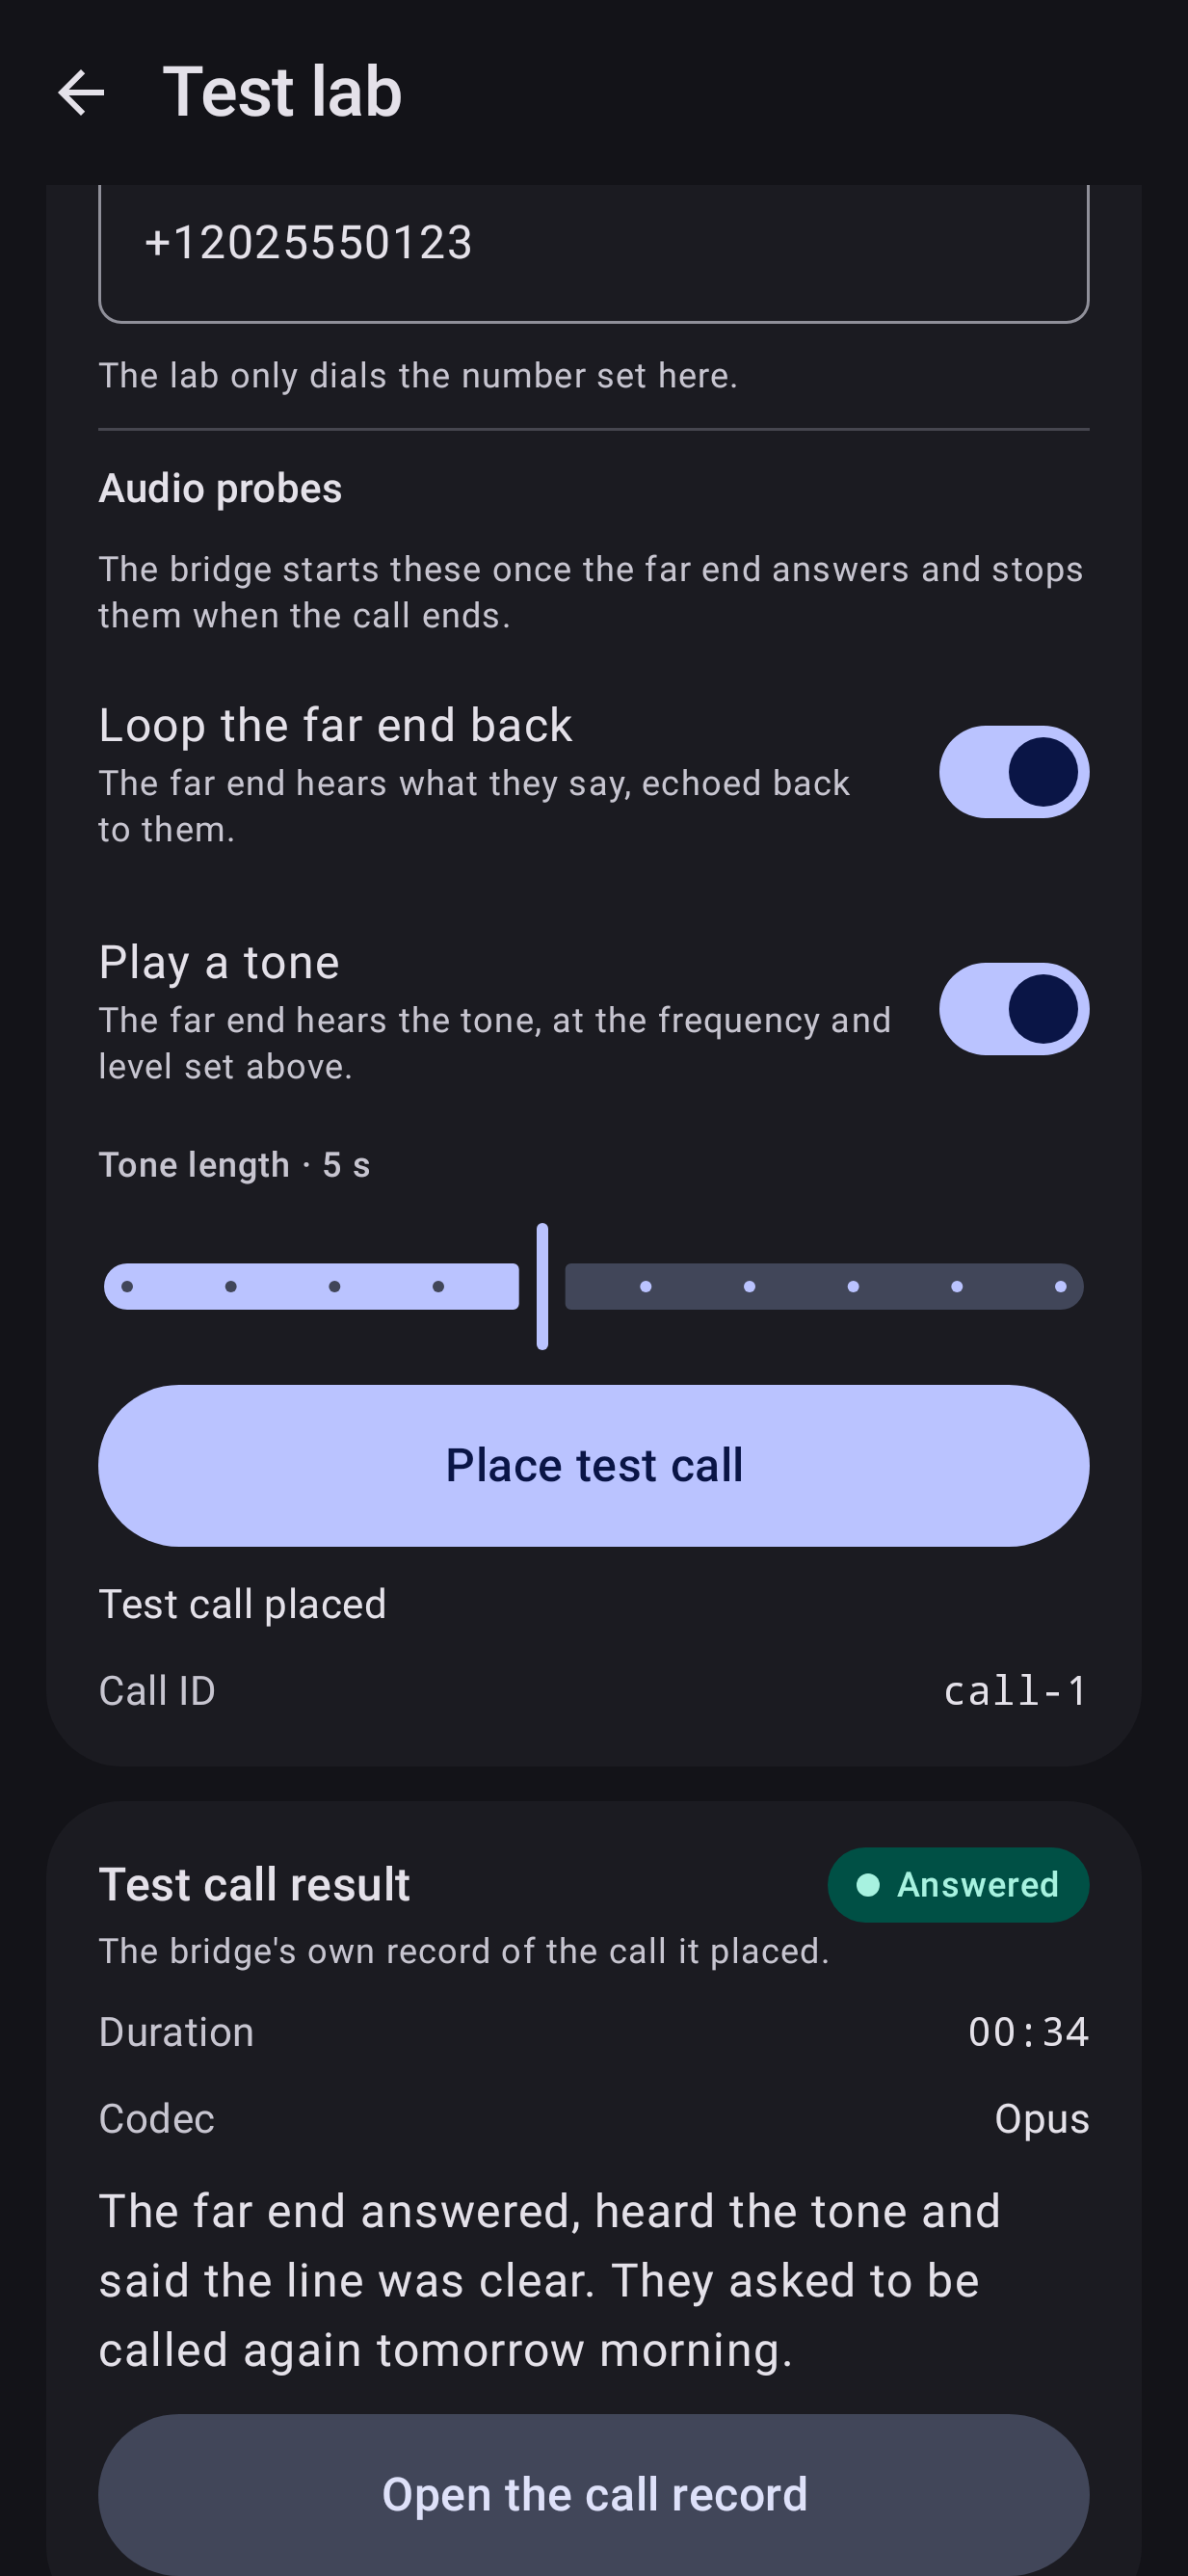 Test lab
+12025550123
The lab only dials the number set here.
Audio probes
The bridge starts these once the far end answers and stops
them when the call ends.
Loop the far end back
The far end hears what they say, echoed back
to them.
Play a tone
The far end hears the tone, at the frequency and
level set above.
Tone length · 5 s
Place test call
Test call placed
Call ID call-1
Test call result Answered
The bridge's own record of the call it placed.
Duration 00:34
Codec Opus
The far end answered, heard the tone and
said the line was clear. They asked to be
called again tomorrow morning.
Open the call record